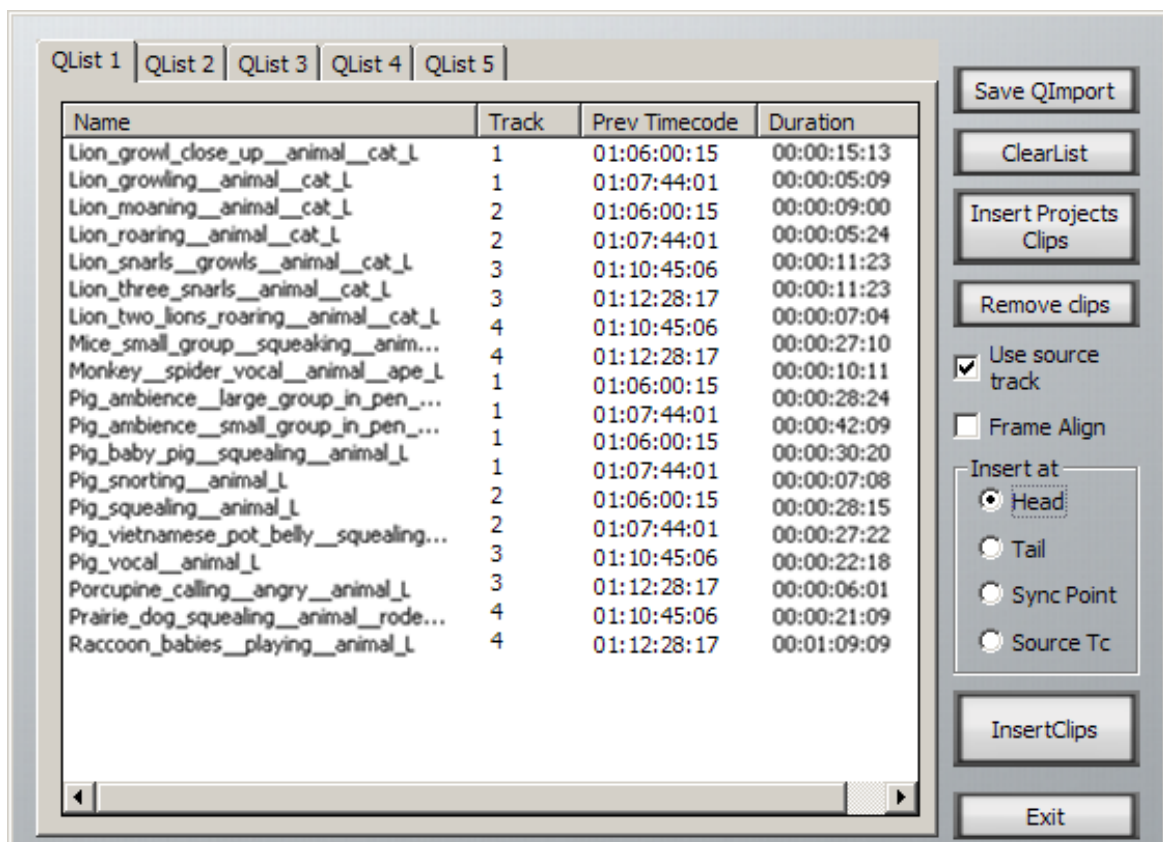 QList 1 QList 2 QList 3 QList 4 QList 5
Name Track Prev Timecode Duration
Lion_growl_close_up__animal__cat_L 1 01:06:00:15 00:00:15:13
Lion_growling__animal__cat_L 1 01:07:44:01 00:00:05:09
Lion_moaning__animal__cat_L 2 01:06:00:15 00:00:09:00
Lion_roaring__animal__cat_L 2 01:07:44:01 00:00:05:24
Lion_snarls__growls__animal__cat_L 3 01:10:45:06 00:00:11:23
Lion_three_snarls__animal__cat_L 3 01:12:28:17 00:00:11:23
Lion_two_lions_roaring__animal__cat_L 4 01:10:45:06 00:00:07:04
Mice_small_group__squeaking__anim... 4 01:12:28:17 00:00:27:10
Monkey__spider_vocal__animal__ape_L 1 01:06:00:15 00:00:10:11
Pig_ambience__large_group_in_pen_... 1 01:07:44:01 00:00:28:24
Pig_ambience__small_group_in_pen_... 1 01:06:00:15 00:00:42:09
Pig_baby_pig__squealing__animal_L 1 01:07:44:01 00:00:30:20
Pig_snorting__animal_L 2 01:06:00:15 00:00:07:08
Pig_squealing__animal_L 2 01:07:44:01 00:00:28:15
Pig_vietnamese_pot_belly__squealing... 3 01:10:45:06 00:00:27:22
Pig_vocal__animal_L 3 01:12:28:17 00:00:22:18
Porcupine_calling__angry__animal_L 4 01:10:45:06 00:00:06:01
Prairie_dog_squealing__animal__rode... 4 01:12:28:17 00:00:21:09
Raccoon_babies__playing__animal_L 00:01:09:09
Save QImport
ClearList
Insert Projects
Clips
Remove clips
Use source
track
Frame Align
Insert at
Head
Tail
Sync Point
Source Tc
InsertClips
Exit